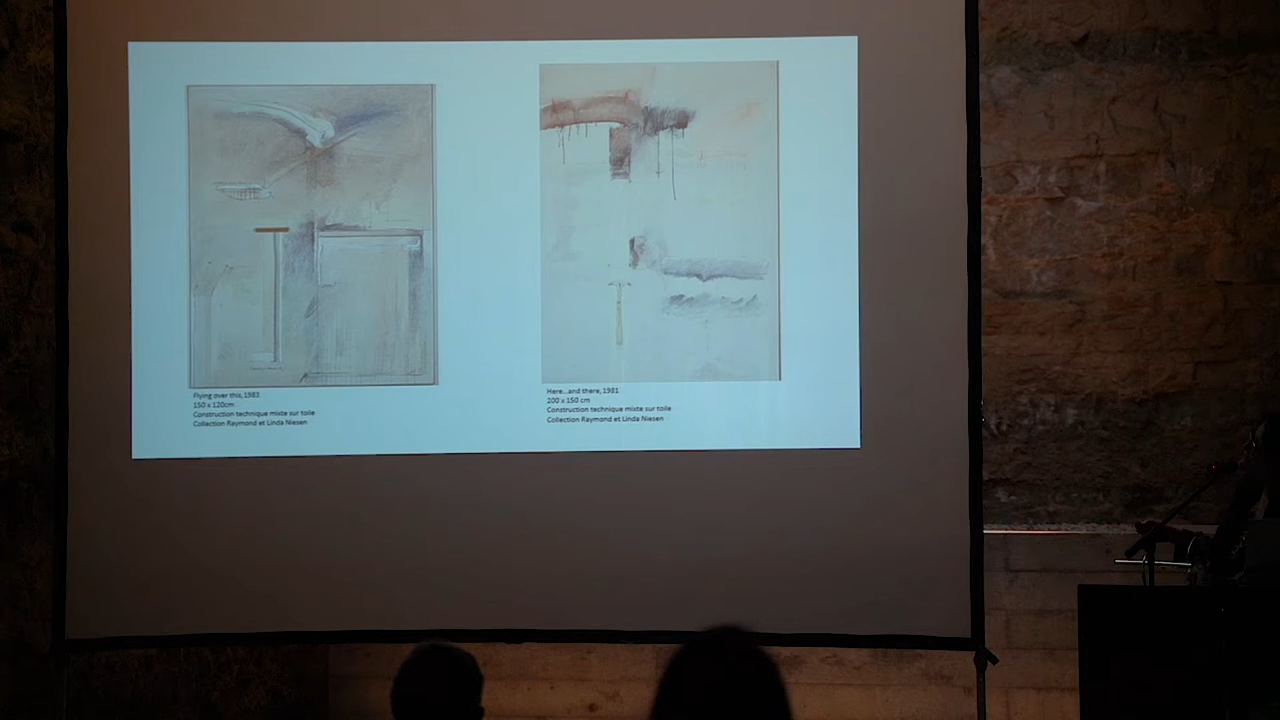 Flying over this, 1983
150 x 120cm
Construction technique mixte sur toile
Collection Raymond et Linda Niesen
Here...and there, 1981
200 x 150 cm
Construction technique mixte sur toile
Collection Raymond et Linda Niesen